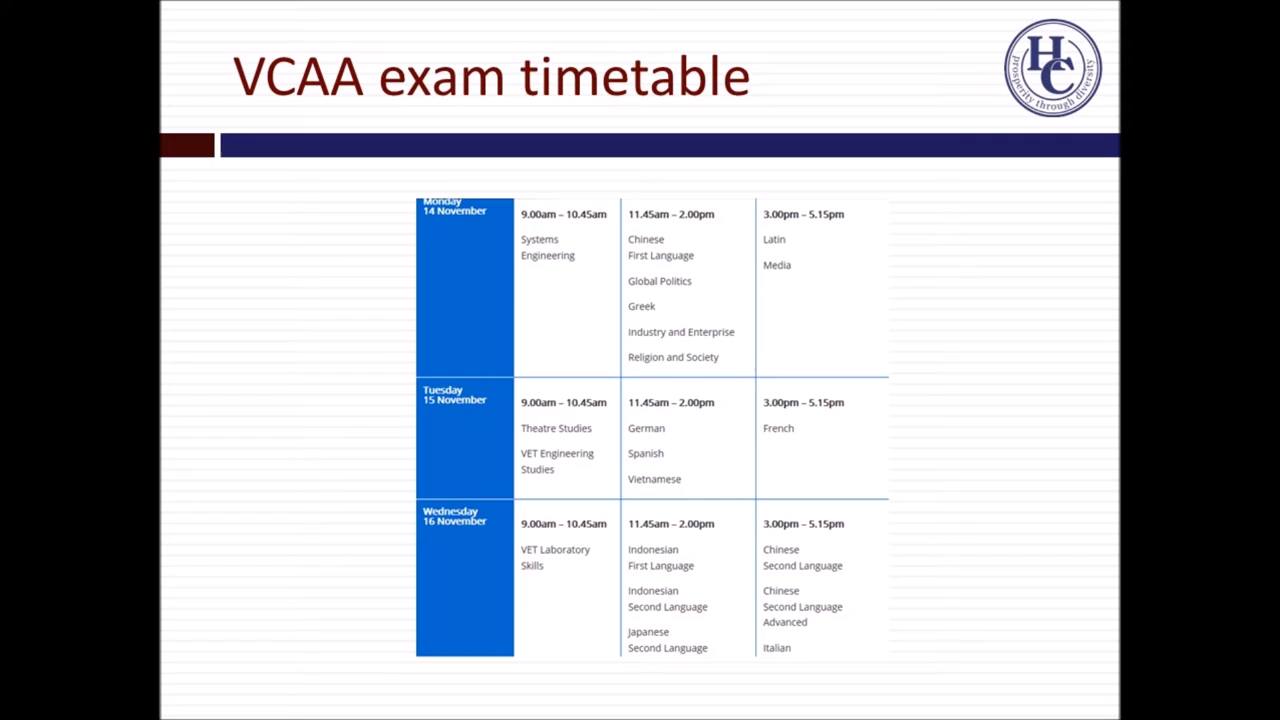 VCAA exam timetable
HC
prosperity through diversity
Monday
14 November
9.00am – 10.45am
Systems
Engineering
11.45am – 2.00pm
Chinese
First Language
Global Politics
Greek
Industry and Enterprise
Religion and Society
3.00pm – 5.15pm
Latin
Media
Tuesday
15 November
9.00am – 10.45am
Theatre Studies
VET Engineering
Studies
11.45am – 2.00pm
German
Spanish
Vietnamese
3.00pm – 5.15pm
French
Wednesday
16 November
9.00am – 10.45am
VET Laboratory
Skills
11.45am – 2.00pm
Indonesian
First Language
Indonesian
Second Language
Japanese
Second Language
3.00pm – 5.15pm
Chinese
Second Language
Chinese
Second Language
Advanced
Italian